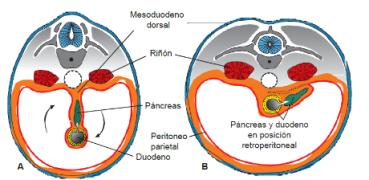 Mesoduodeno
dorsal
Riñón
Páncreas
Peritoneo
parietal
Duodeno
Páncreas y duodeno
en posición
retroperitoneal
A
B